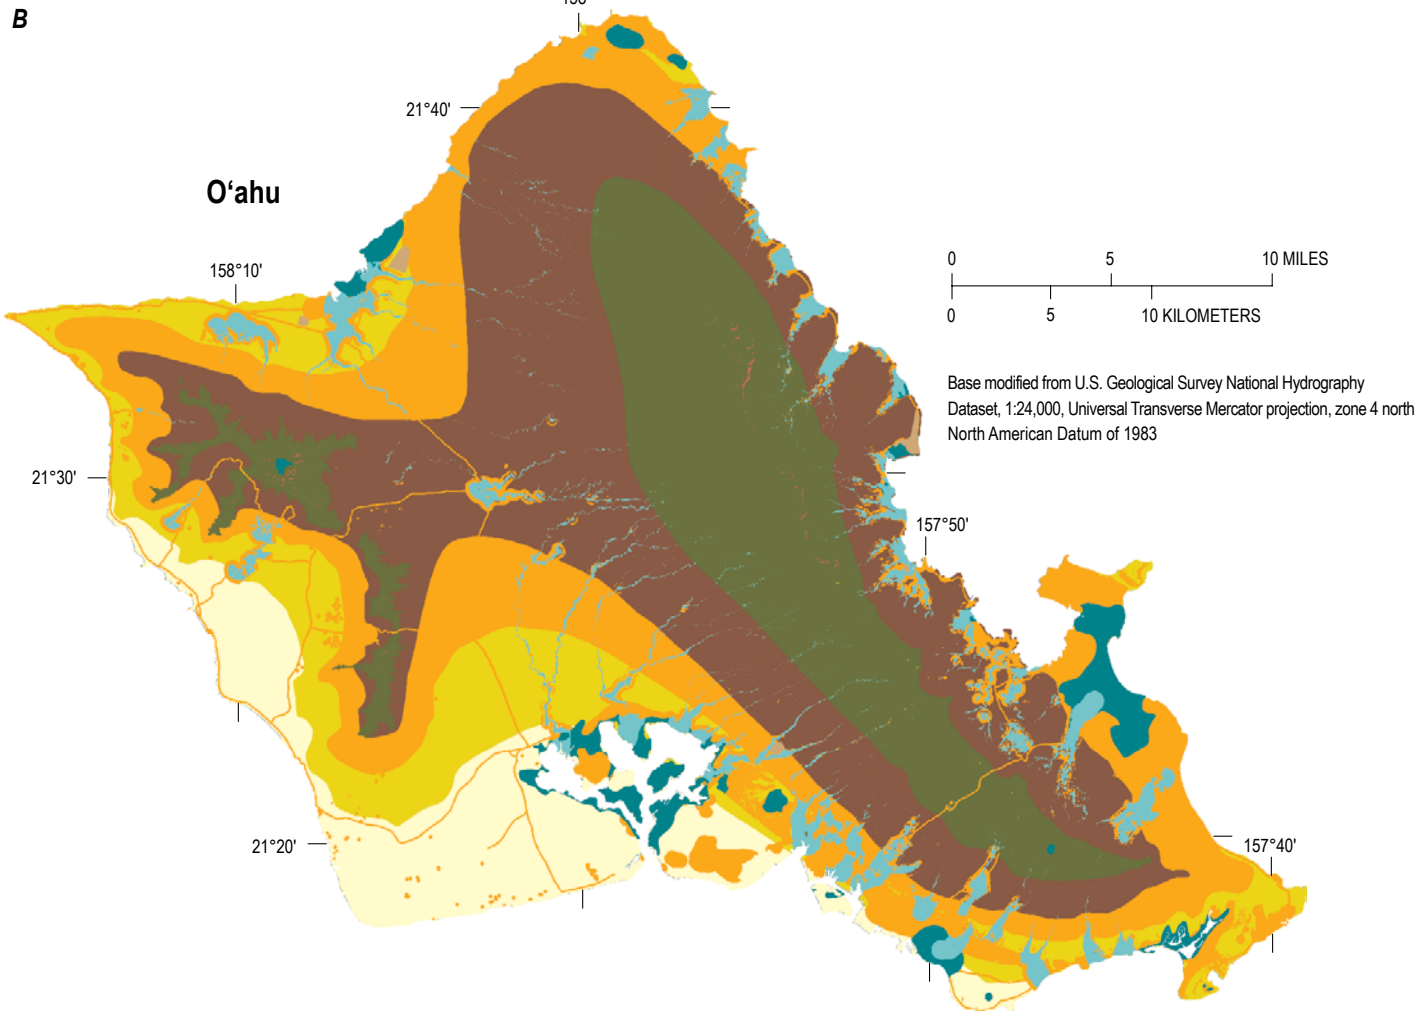 B
21°40'
Oʻahu
158°10'
0 5 10 MILES
0 5 10 KILOMETERS
Base modified from U.S. Geological Survey National Hydrography
Dataset, 1:24,000, Universal Transverse Mercator projection, zone 4 north
North American Datum of 1983
21°30'
157°50'
21°20'
157°40'